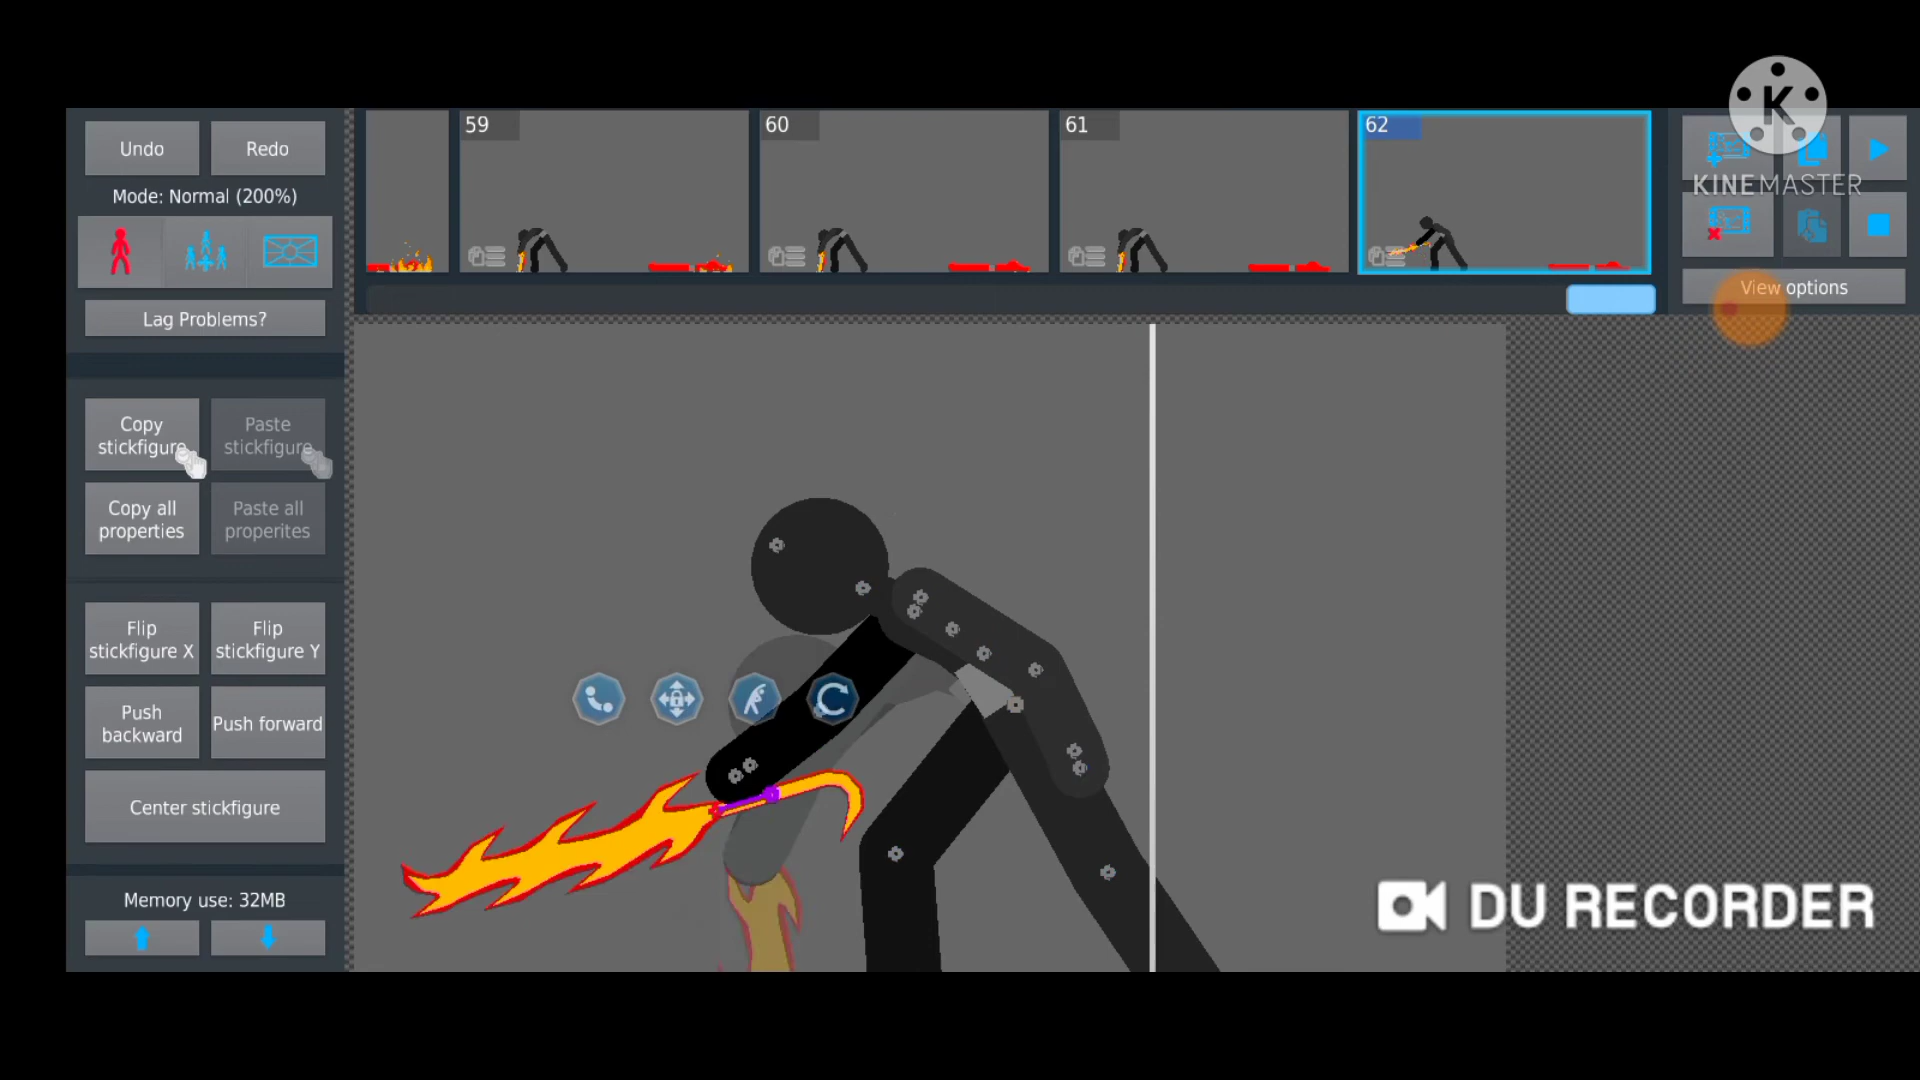 59
60
61
62
Undo
Redo
Mode: Normal (200%)
K
KINEMASTER
Lag Problems?
View options
Copy
stickfigure
Paste
stickfigure
Copy all
properties
Paste all
properites
Flip
stickfigure X
Flip
stickfigure Y
Push
backward
Push forward
Center stickfigure
Memory use: 32MB
DU RECORDER